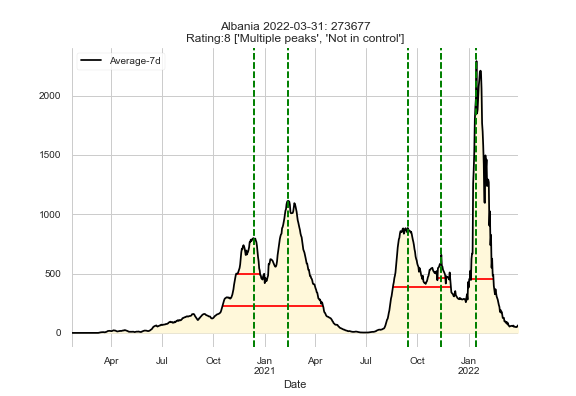 Albania 2022-03-31: 273677
Rating:8 ['Multiple peaks', 'Not in control']
Average-7d
2000
1500
1000
500
0
Apr Jul Oct Jan Apr Jul Oct Jan
2021 2022
Date